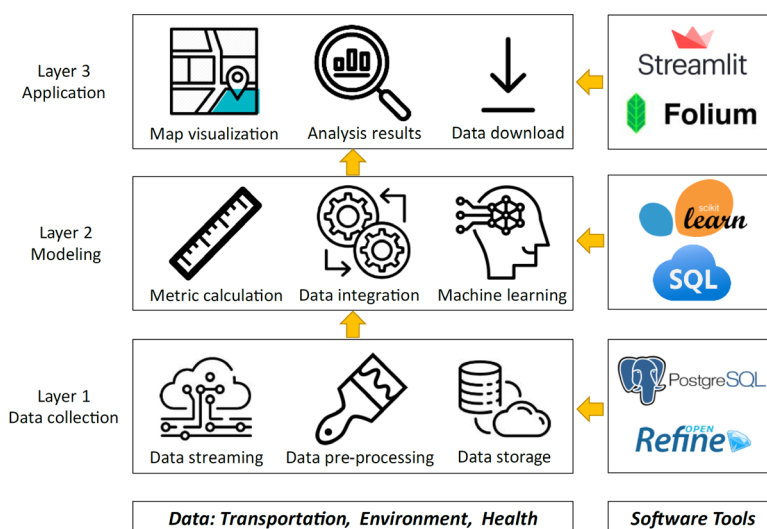 Layer 3
Application
Map visualization
Analysis results
Data download
Streamlit
Folium
Layer 2
Modeling
Metric calculation
Data integration
Machine learning
scikit
learn
SQL
Layer 1
Data collection
Data streaming
Data pre-processing
Data storage
PostgreSQL
OPEN
Refine
Data: Transportation, Environment, Health
Software Tools